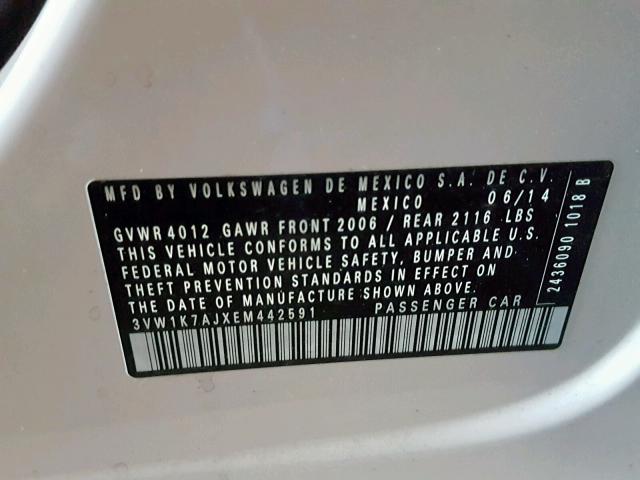 MFD BY VOLKSWAGEN DE MEXICO S.A. DE C.V.
MEXICO 06/14
GVWR 4012 GAWR FRONT 2006 / REAR 2116 LBS
THIS VEHICLE CONFORMS TO ALL APPLICABLE U.S.
FEDERAL MOTOR VEHICLE SAFETY, BUMPER AND
THEFT PREVENTION STANDARDS IN EFFECT ON
THE DATE OF MANUFACTURE SHOWN ABOVE.
3VW1K7AJXEM442591 PASSENGER CAR
2436090 1018 B